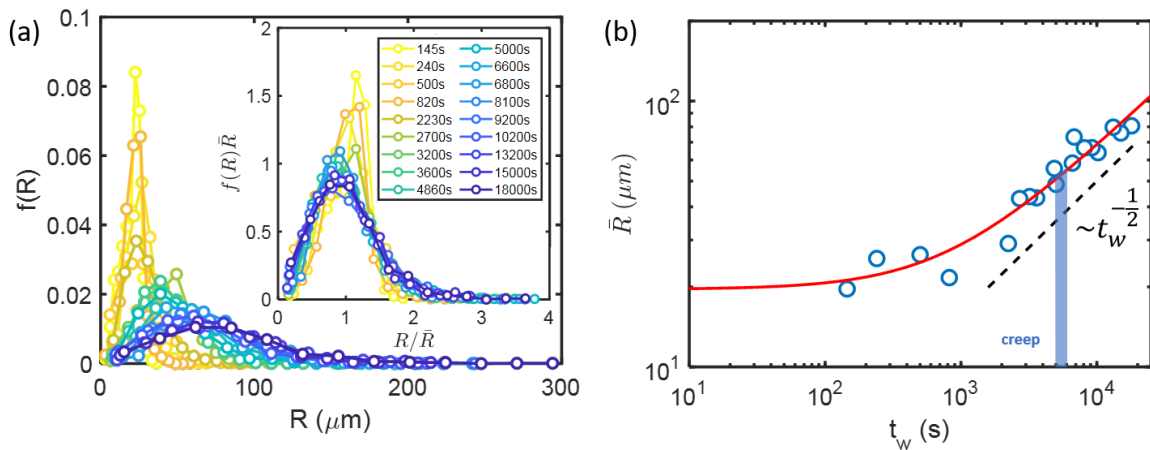 (a)
0.1
0.08
0.06
0.04
0.02
0
f(R)
0
100
200
300
R (μm)
2
1.5
1
0.5
0
f(R)R̄
0
1
2
3
4
R/R̄
145s
240s
500s
820s
2230s
2700s
3200s
3600s
4860s
5000s
6600s
6800s
8100s
9200s
10200s
13200s
15000s
18000s
(b)
10²
10¹
R̄ (μm)
~t_w^{-1/2}
creep
10¹
10²
10³
10⁴
t_w (s)